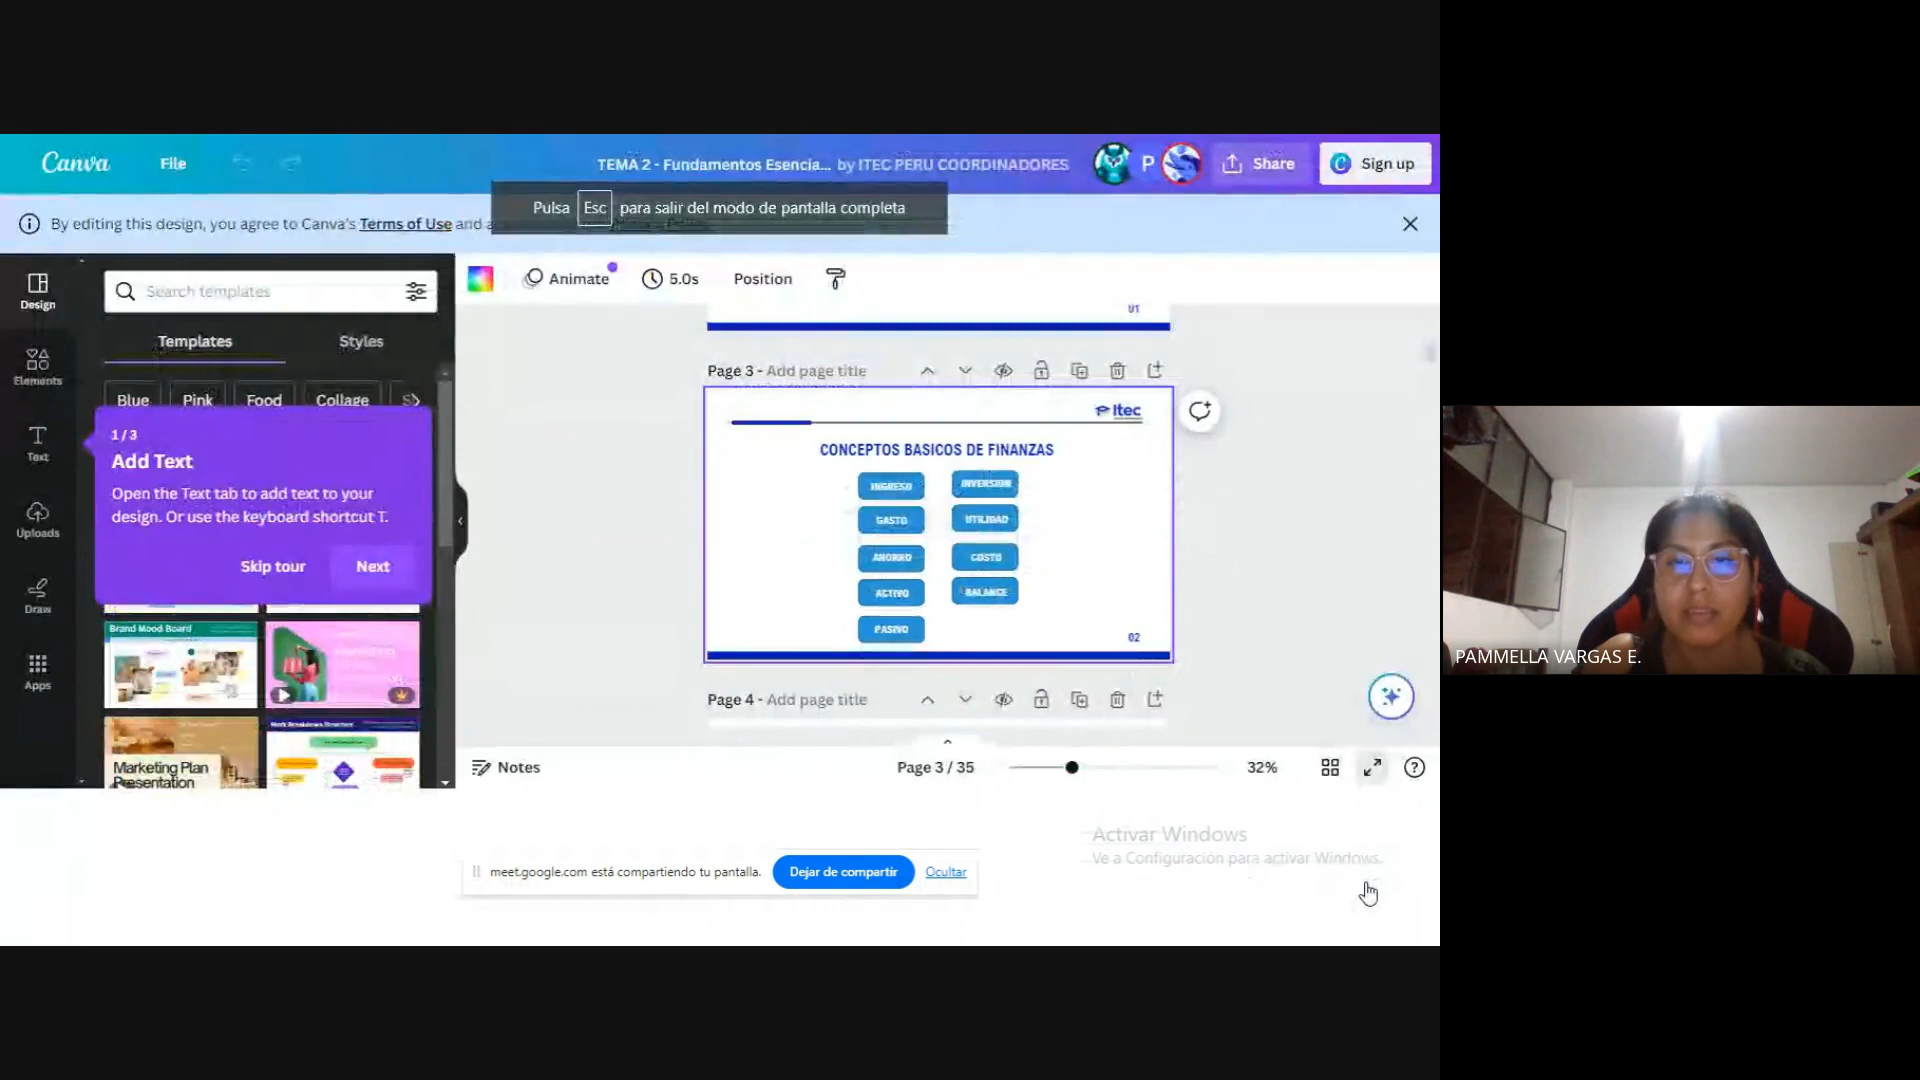 Canva
File
TEMA 2 - Fundamentos Esencia... by ITEC PERU COORDINADORES
P
Share
Sign up
Pulsa Esc para salir del modo de pantalla completa
By editing this design, you agree to Canva's Terms of Use and a
Design
Elements
Text
Uploads
Draw
Apps
Search templates
Templates
Styles
Blue
Pink
Food
Collage
1 / 3
Add Text
Open the Text tab to add text to your
design. Or use the keyboard shortcut T.
Skip tour
Next
Brand Mood Board
Marketing Plan
Presentation
Work Breakdown Structure
Animate
5.0s
Position
01
Page 3 - Add page title
Itec
CONCEPTOS BASICOS DE FINANZAS
INGRESO
INVERSION
GASTO
UTILIDAD
AHORRO
COSTO
ACTIVO
BALANCE
PASIVO
02
Page 4 - Add page title
Notes
Page 3 / 35
32%
Activar Windows
Ve a Configuración para activar Windows.
meet.google.com está compartiendo tu pantalla.
Dejar de compartir
Ocultar
PAMMELLA VARGAS E.